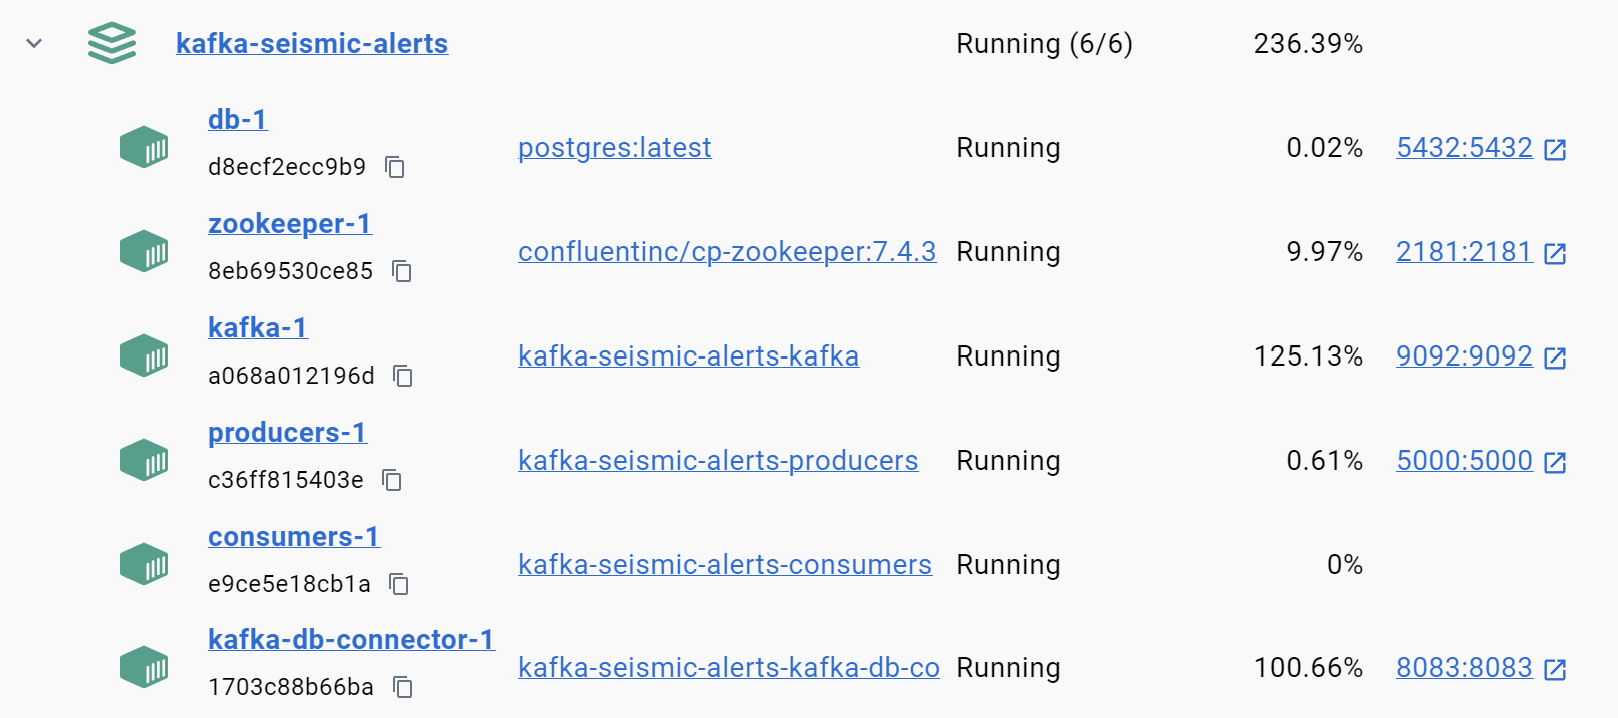 kafka-seismic-alerts Running (6/6) 236.39%
db-1
d8ecf2ecc9b9 postgres:latest Running 0.02% 5432:5432
zookeeper-1
8eb69530ce85 confluentinc/cp-zookeeper:7.4.3 Running 9.97% 2181:2181
kafka-1
a068a012196d kafka-seismic-alerts-kafka Running 125.13% 9092:9092
producers-1
c36ff815403e kafka-seismic-alerts-producers Running 0.61% 5000:5000
consumers-1
e9ce5e18cb1a kafka-seismic-alerts-consumers Running 0%
kafka-db-connector-1
1703c88b66ba kafka-seismic-alerts-kafka-db-co Running 100.66% 8083:8083